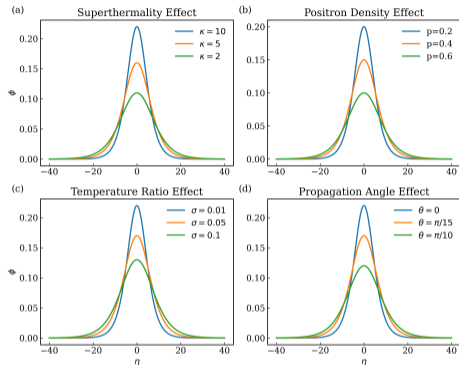 (a) Superthermality Effect
κ = 10
κ = 5
κ = 2
0.20
0.15
0.10
0.05
0.00
ϕ
−40 −20 0 20 40
(b) Positron Density Effect
p=0.2
p=0.4
p=0.6
0.20
0.15
0.10
0.05
0.00
−40 −20 0 20 40
(c) Temperature Ratio Effect
σ = 0.01
σ = 0.05
σ = 0.1
0.20
0.15
0.10
0.05
0.00
ϕ
−40 −20 0 20 40
η
(d) Propagation Angle Effect
θ = 0
θ = π/15
θ = π/10
0.20
0.15
0.10
0.05
0.00
−40 −20 0 20 40
η